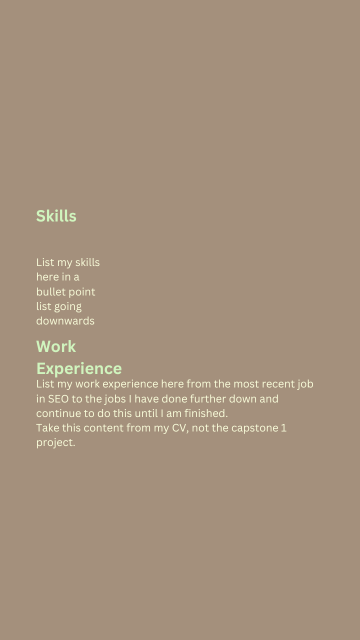 Skills
List my skills
here in a
bullet point
list going
downwards
Work
Experience
List my work experience here from the most recent job
in SEO to the jobs I have done further down and
continue to do this until I am finished.
Take this content from my CV, not the capstone 1
project.